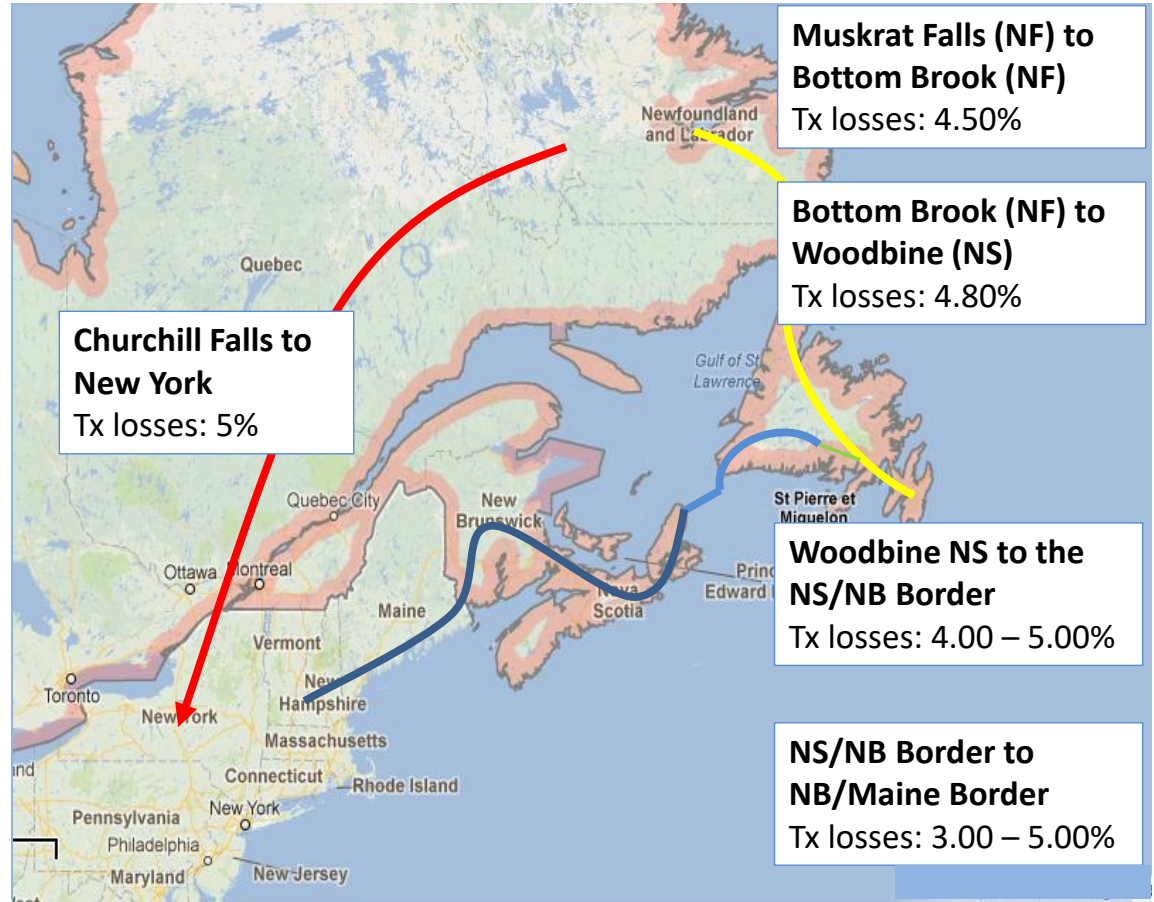 Muskrat Falls (NF) to
Bottom Brook (NF)
Tx losses: 4.50%
Newfoundland
and Labrador
Bottom Brook (NF) to
Woodbine (NS)
Tx losses: 4.80%
Quebec
Churchill Falls to
New York
Tx losses: 5%
Gulf of St
Lawrence
Quebec City
New
Brunswick
St Pierre et
Miquelon
Woodbine NS to the
NS/NB Border
Tx losses: 4.00 – 5.00%
Ottawa
Montreal
Prin
Edward
Nova
Scotia
Maine
Vermont
Toronto
New
Hampshire
New York
Massachusetts
NS/NB Border to
NB/Maine Border
Tx losses: 3.00 – 5.00%
Connecticut
Rhode Island
New York
Pennsylvania
Philadelphia
Maryland
New Jersey